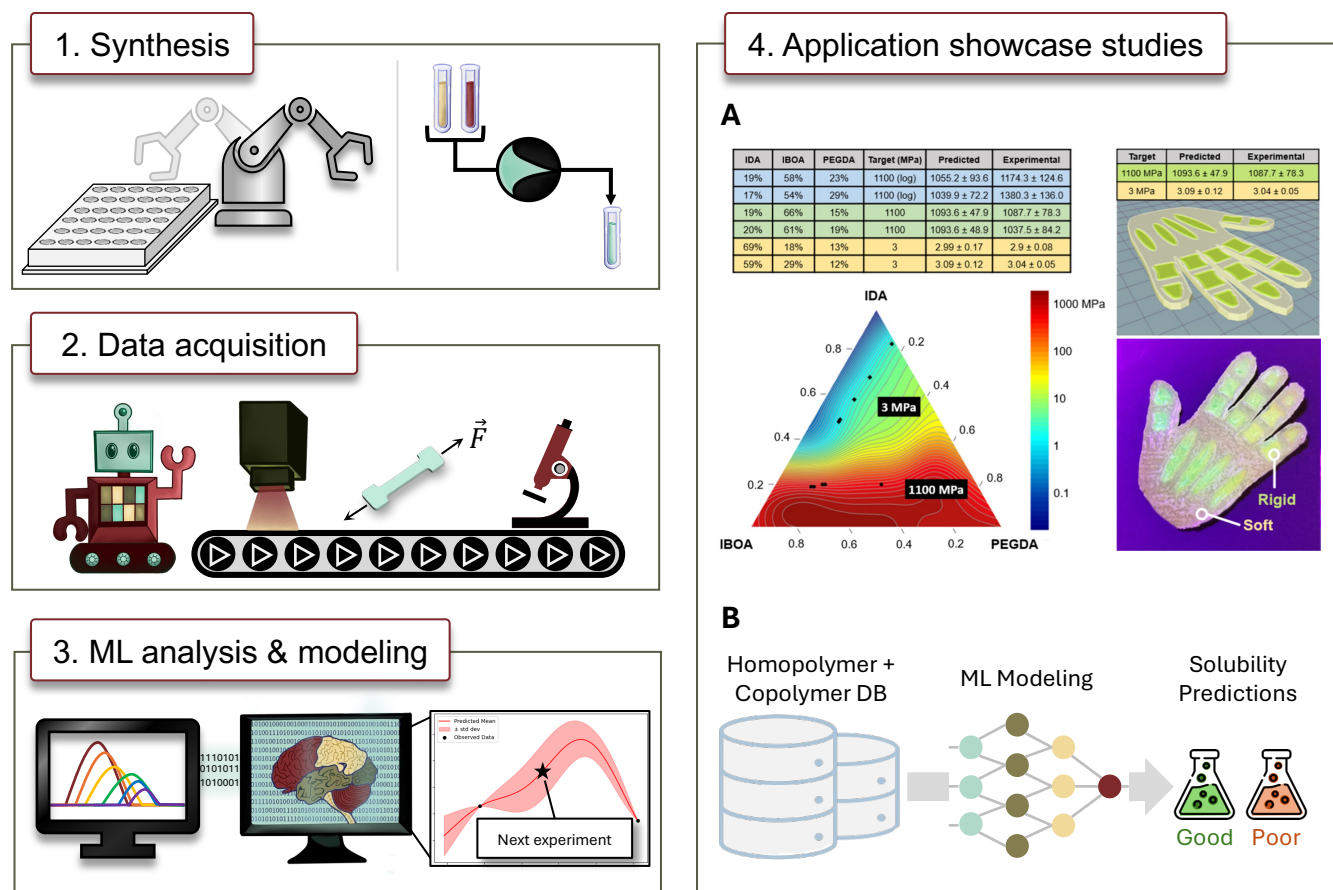 1. Synthesis
2. Data acquisition
F
3. ML analysis & modeling
1110101
0101011
1010001
Predicted Mean
± std dev
Observed Data
Next experiment
4. Application showcase studies
A
IDA IBOA PEGDA Target (MPa) Predicted Experimental
19% 58% 23% 1100 (log) 1055.2 ± 93.6 1174.3 ± 124.6
17% 54% 29% 1100 (log) 1039.9 ± 72.2 1380.3 ± 136.0
19% 66% 15% 1100 1093.6 ± 47.9 1087.7 ± 78.3
20% 61% 19% 1100 1093.6 ± 48.9 1037.5 ± 84.2
69% 18% 13% 3 2.99 ± 0.17 2.9 ± 0.08
59% 29% 12% 3 3.09 ± 0.12 3.04 ± 0.05
Target Predicted Experimental
1100 MPa 1093.6 ± 47.9 1087.7 ± 78.3
3 MPa 3.09 ± 0.12 3.04 ± 0.05
IDA
0.8 0.2
0.6 0.4
0.4 0.6
0.2 0.8
3 MPa
1100 MPa
IBOA 0.8 0.6 0.4 0.2 PEGDA
1000 MPa
100
10
1
0.1
Rigid
Soft
B
Homopolymer +
Copolymer DB
ML Modeling
Solubility
Predictions
Good Poor